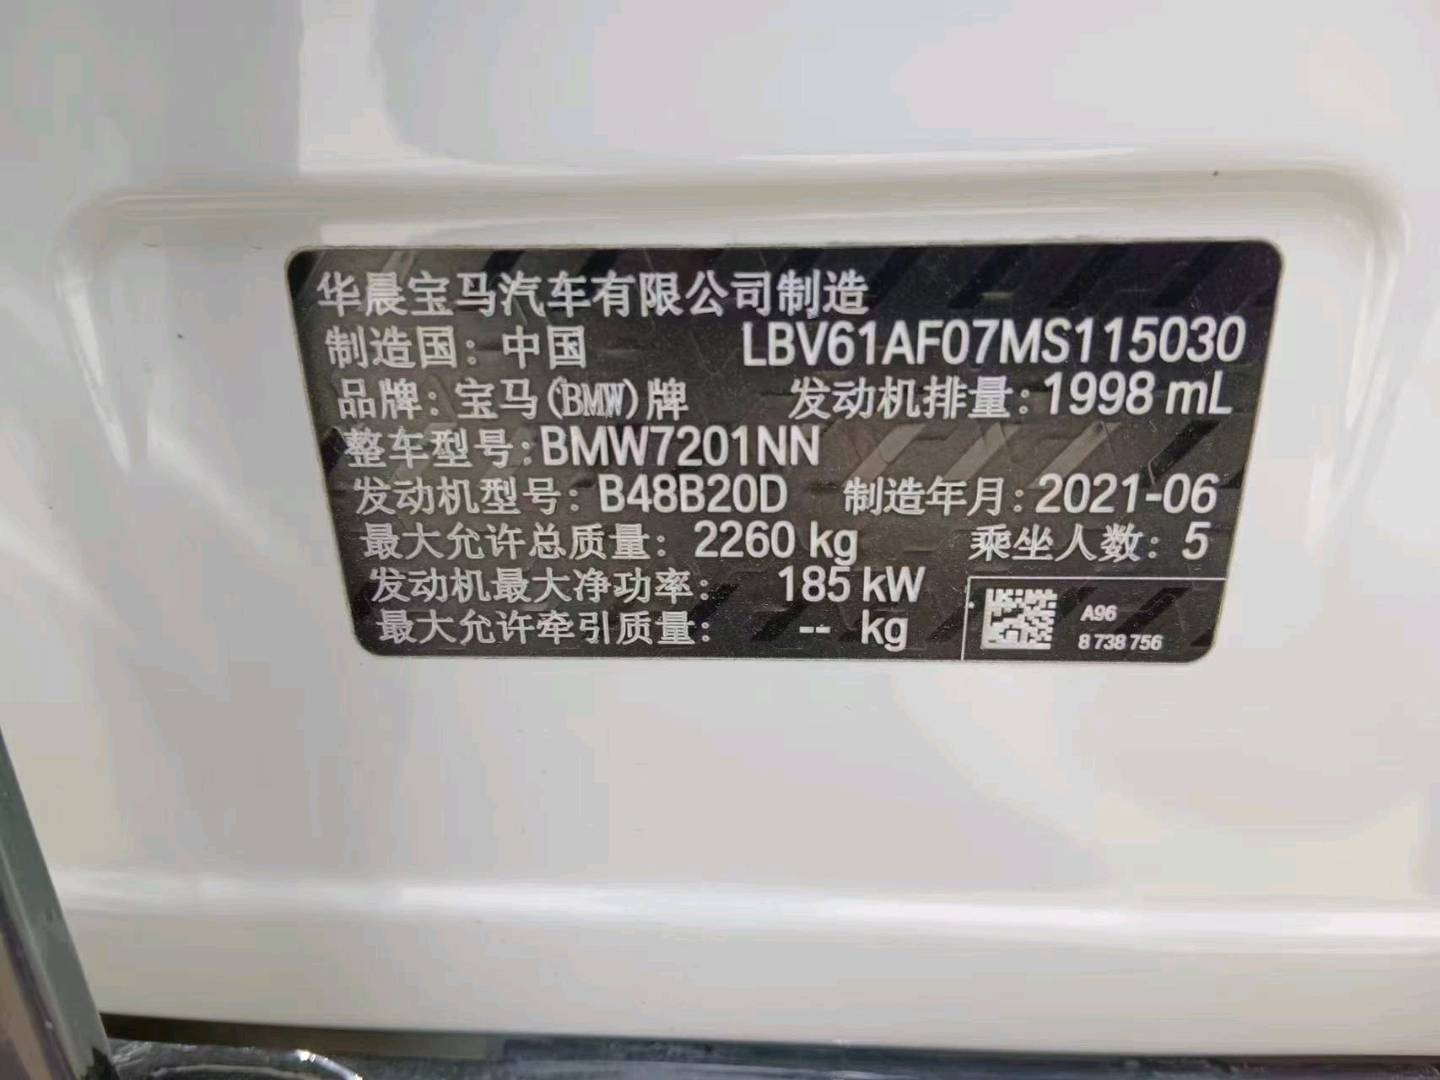 华晨宝马汽车有限公司制造
制造国：中国 LBV61AF07MS115030
品牌：宝马(BMW)牌 发动机排量：1998 mL
整车型号：BMW7201NN
发动机型号：B48B20D 制造年月：2021-06
最大允许总质量：2260 kg 乘坐人数：5
发动机最大净功率：185 kW
最大允许牵引质量：-- kg
A96
8 738 756